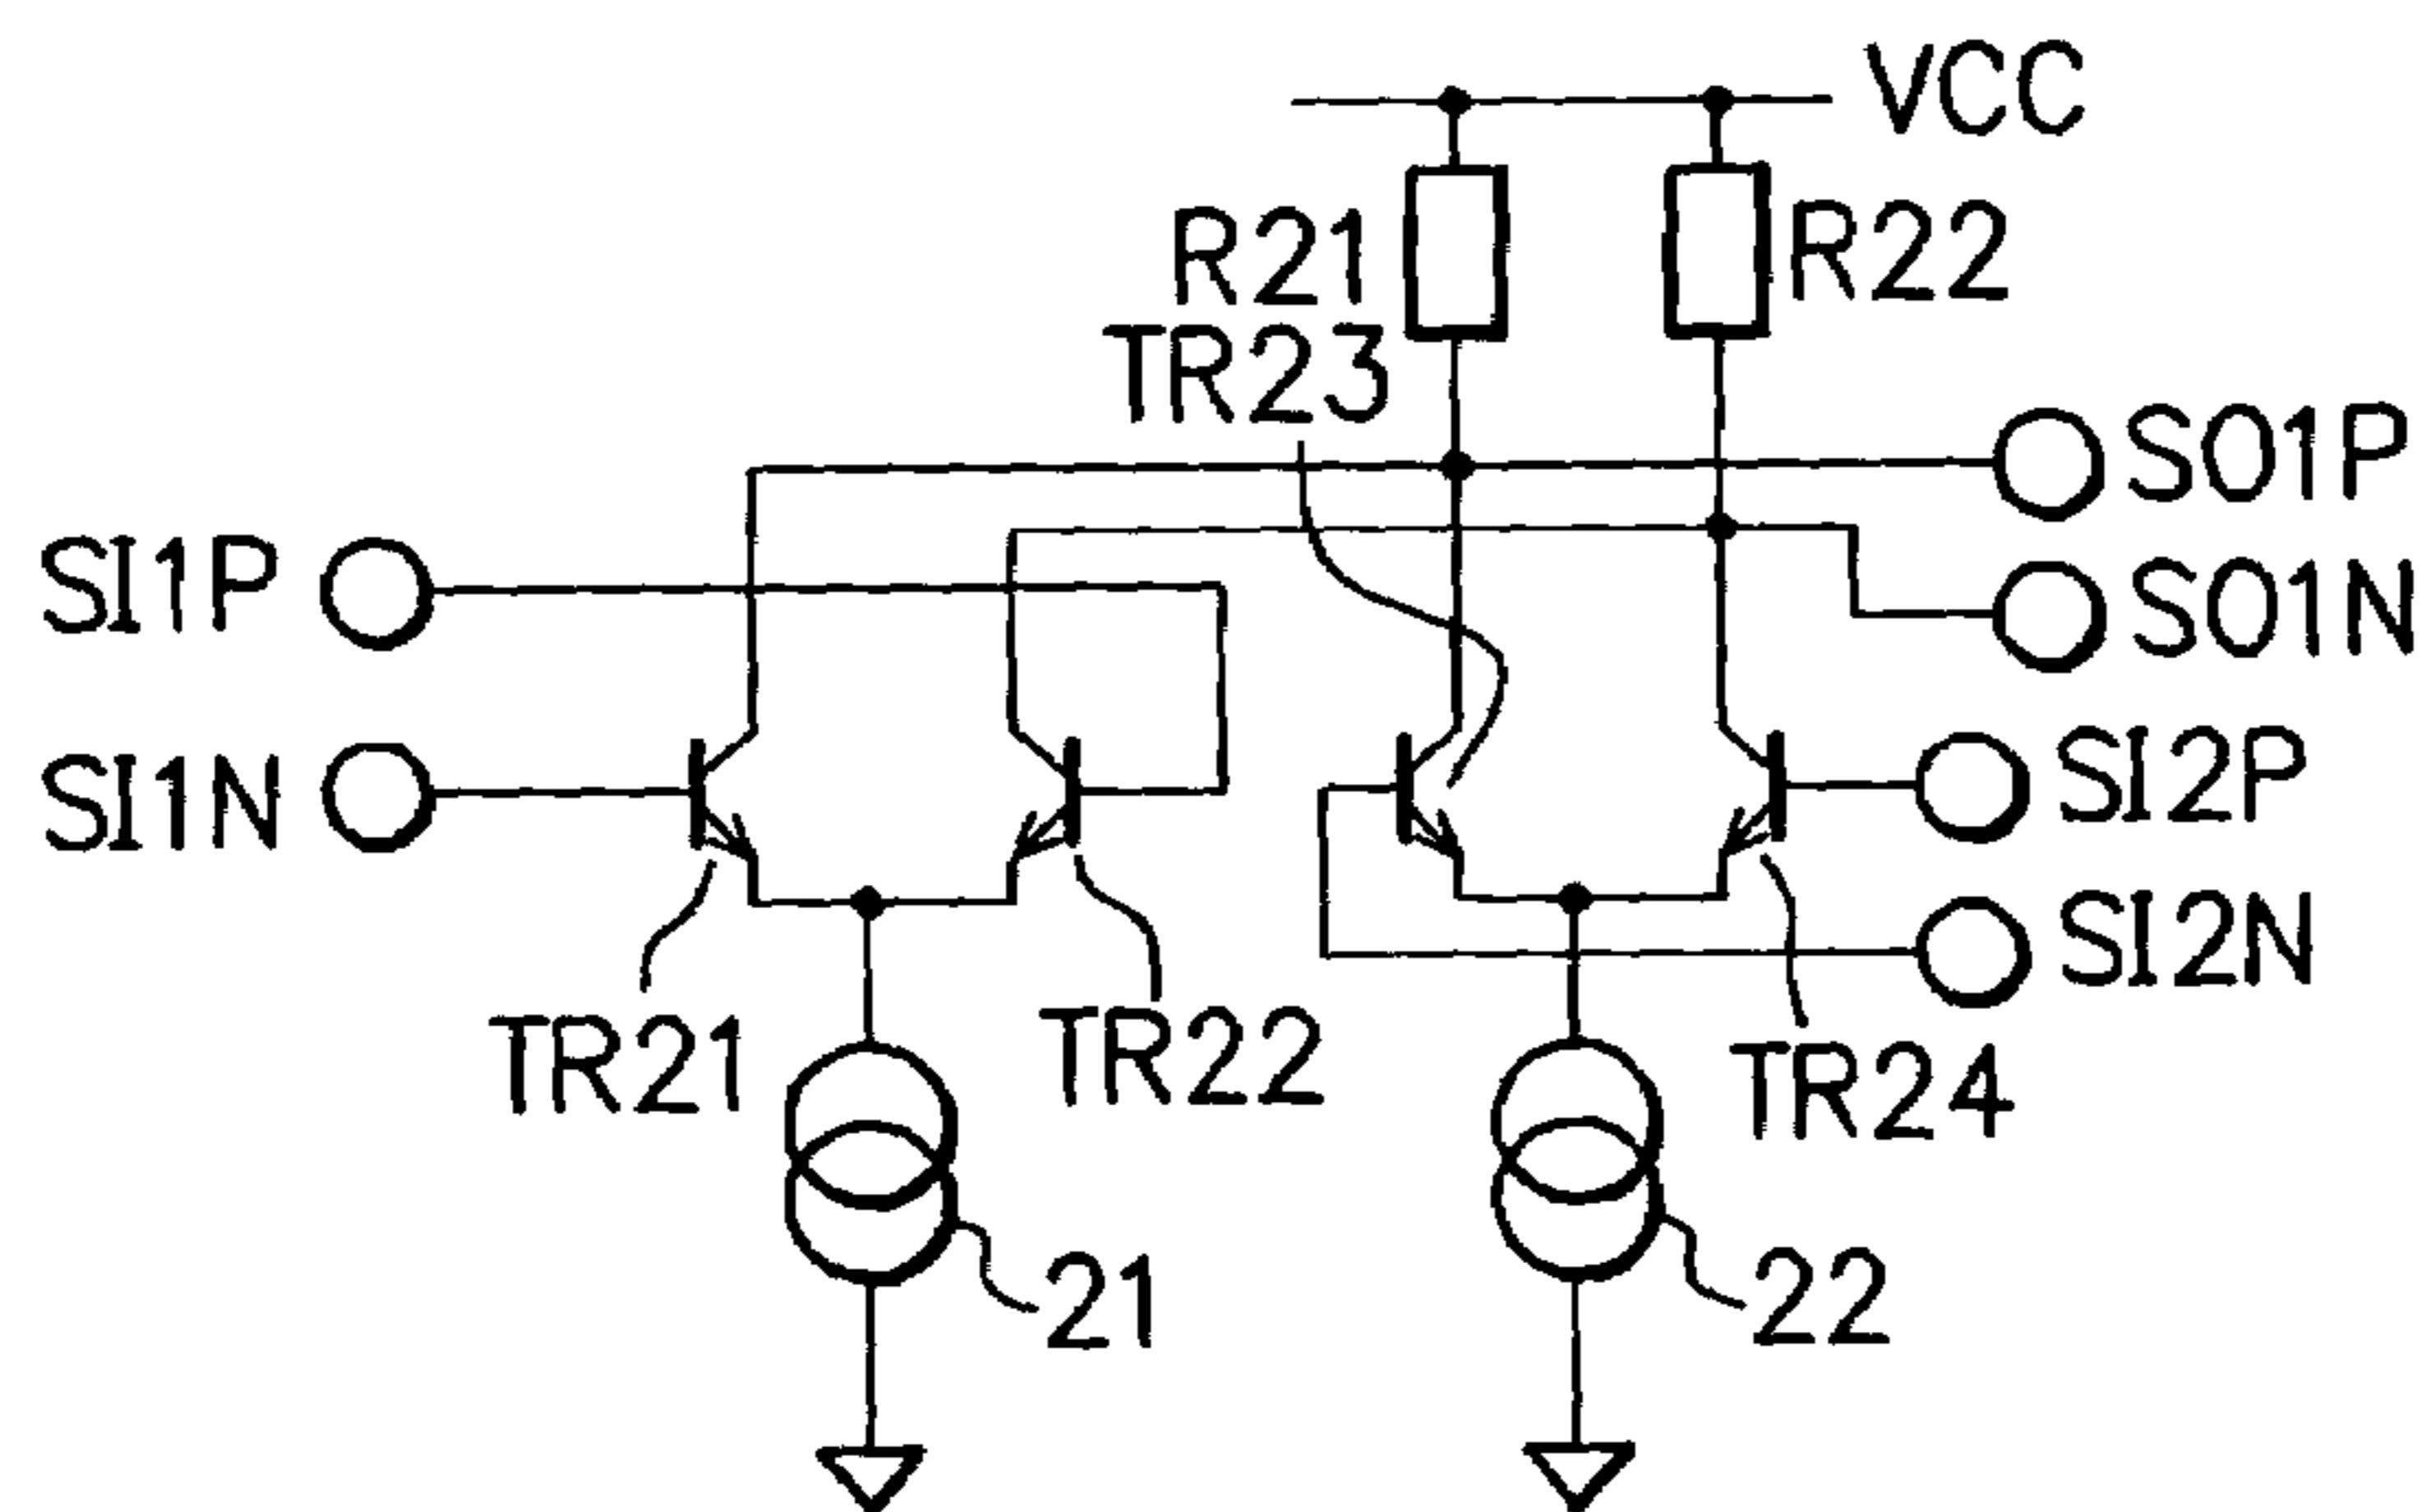 VCC
R21
R22
TR23
SO1P
SI1P
SO1N
SI1N
SI2P
SI2N
TR21
TR22
TR24
21
22